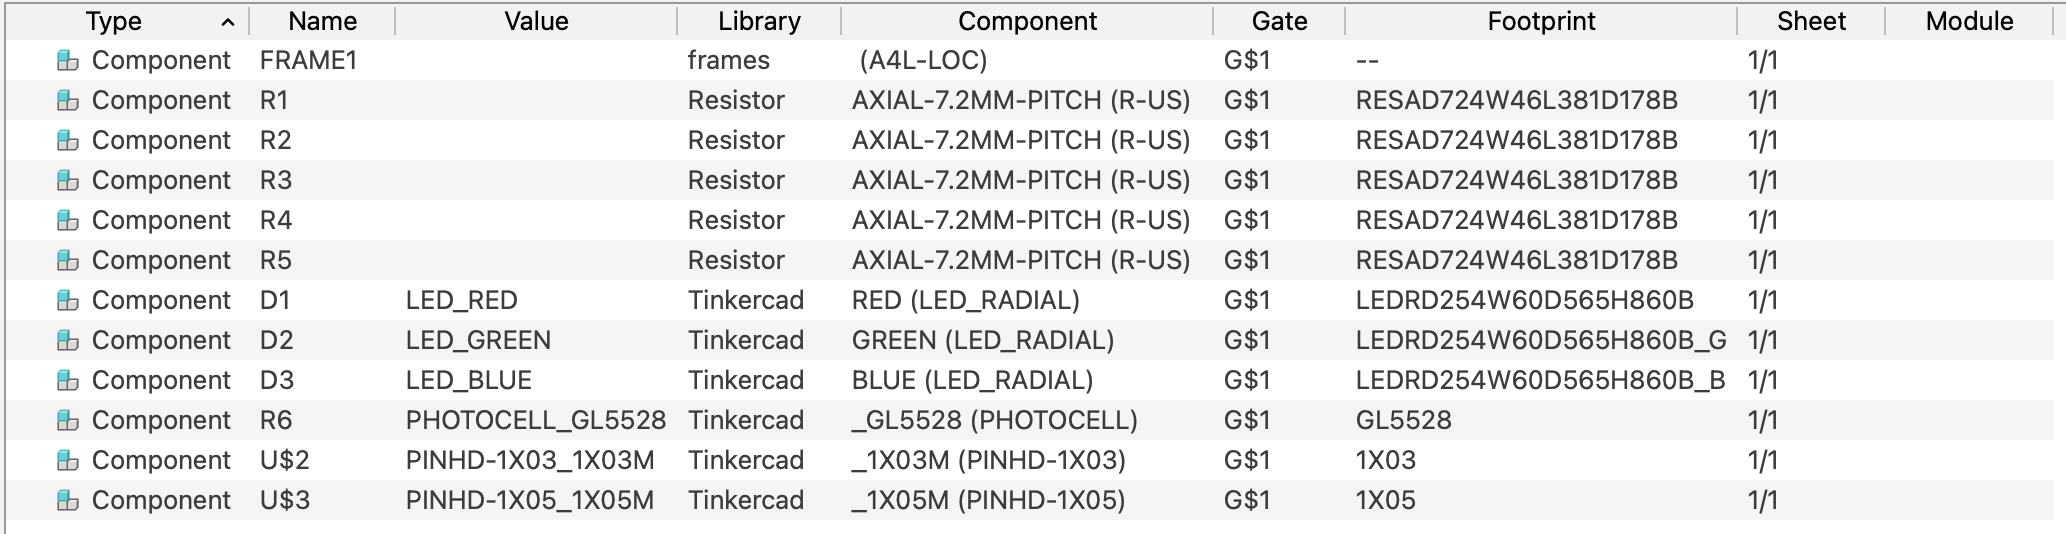 Type Name Value Library Component Gate Footprint Sheet Module
Component FRAME1 frames (A4L-LOC) G$1 -- 1/1
Component R1 Resistor AXIAL-7.2MM-PITCH (R-US) G$1 RESAD724W46L381D178B 1/1
Component R2 Resistor AXIAL-7.2MM-PITCH (R-US) G$1 RESAD724W46L381D178B 1/1
Component R3 Resistor AXIAL-7.2MM-PITCH (R-US) G$1 RESAD724W46L381D178B 1/1
Component R4 Resistor AXIAL-7.2MM-PITCH (R-US) G$1 RESAD724W46L381D178B 1/1
Component R5 Resistor AXIAL-7.2MM-PITCH (R-US) G$1 RESAD724W46L381D178B 1/1
Component D1 LED_RED Tinkercad RED (LED_RADIAL) G$1 LEDRD254W60D565H860B 1/1
Component D2 LED_GREEN Tinkercad GREEN (LED_RADIAL) G$1 LEDRD254W60D565H860B_G 1/1
Component D3 LED_BLUE Tinkercad BLUE (LED_RADIAL) G$1 LEDRD254W60D565H860B_B 1/1
Component R6 PHOTOCELL_GL5528 Tinkercad _GL5528 (PHOTOCELL) G$1 GL5528 1/1
Component U$2 PINHD-1X03_1X03M Tinkercad _1X03M (PINHD-1X03) G$1 1X03 1/1
Component U$3 PINHD-1X05_1X05M Tinkercad _1X05M (PINHD-1X05) G$1 1X05 1/1